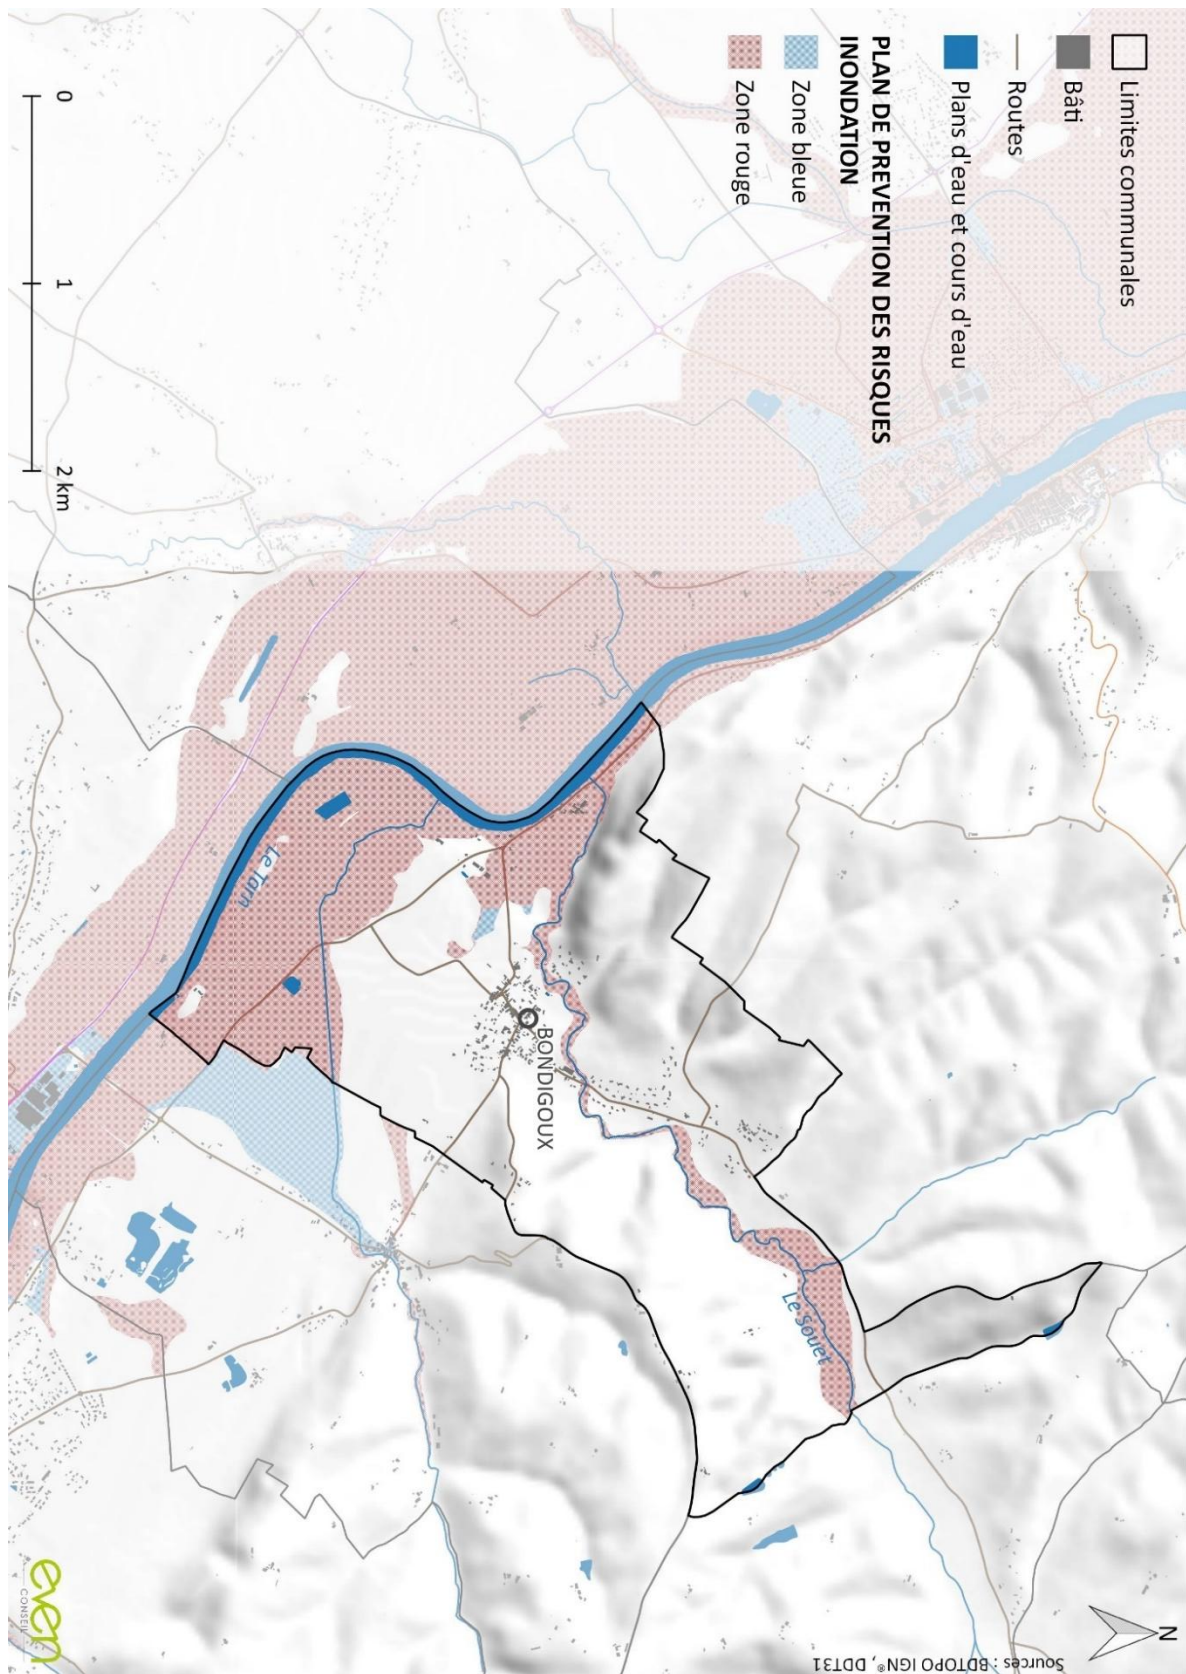 Limites communales
Bâti
Routes
Plans d'eau et cours d'eau
PLAN DE PREVENTION DES RISQUES
INONDATION
Zone bleue
Zone rouge
0
1
2 km
Le Tarn
BONDIGOUX
Le Souet
N
Sources : BDTOPO IGN®, DDT31
even
CONSEIL